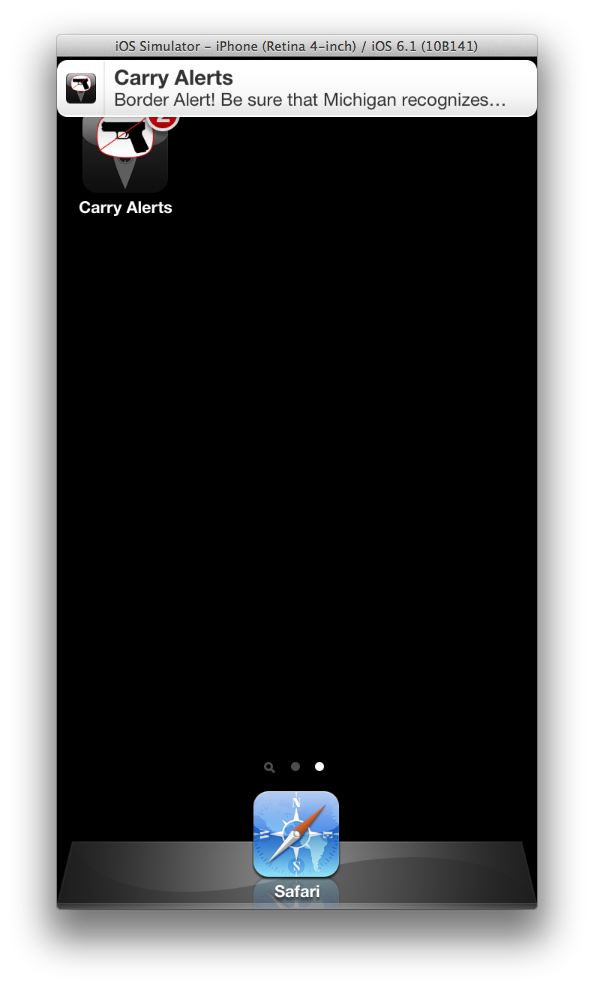 iOS Simulator – iPhone (Retina 4-inch) / iOS 6.1 (10B141)
Carry Alerts
Border Alert! Be sure that Michigan recognizes…
2
Carry Alerts
N
S
Safari